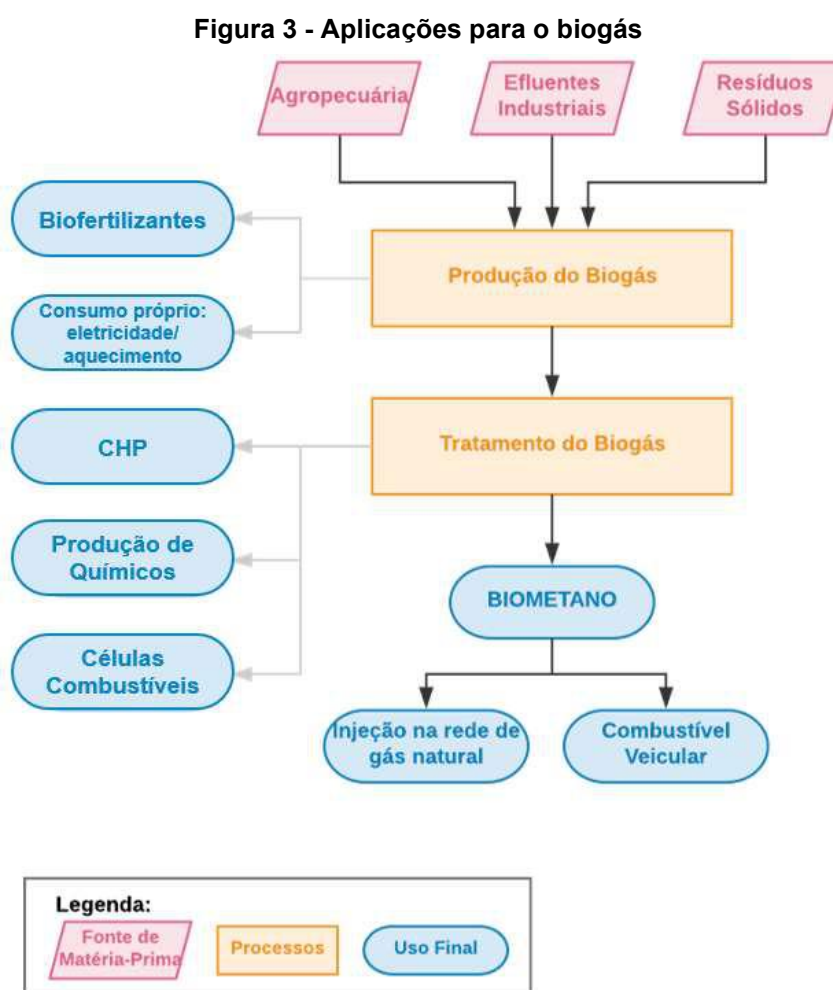 Figura 3 - Aplicações para o biogás
Agropecuária
Efluentes
Industriais
Resíduos
Sólidos
Biofertilizantes
Produção do Biogás
Consumo próprio:
eletricidade/
aquecimento
CHP
Tratamento do Biogás
Produção de
Químicos
BIOMETANO
Células
Combustíveis
Injeção na rede de
gás natural
Combustível
Veicular
Legenda:
Fonte de
Matéria-Prima
Processos
Uso Final